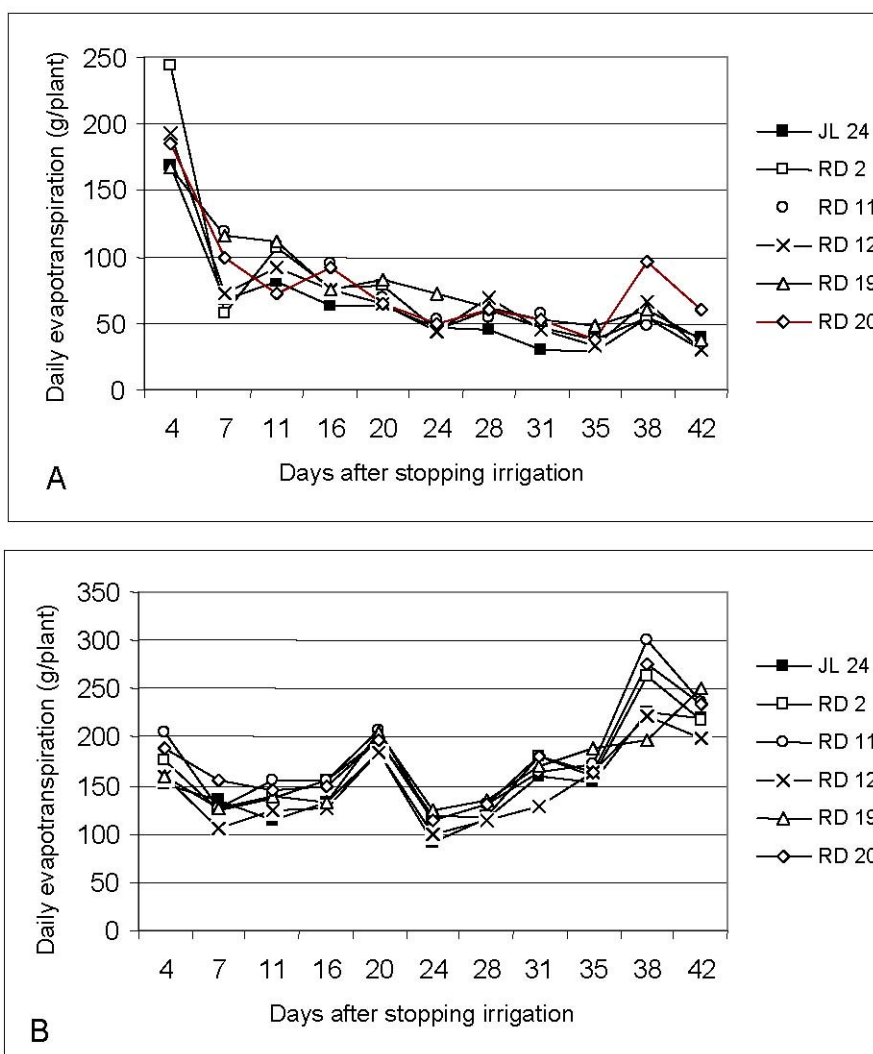 250
200
150
100
50
0
Daily evapotranspiration (g/plant)
4 7 11 16 20 24 28 31 35 38 42
Days after stopping irrigation
JL 24
RD 2
RD 11
RD 12
RD 19
RD 20
A
350
300
250
200
150
100
50
0
Daily evapotranspiration (g/plant)
4 7 11 16 20 24 28 31 35 38 42
Days after stopping irrigation
JL 24
RD 2
RD 11
RD 12
RD 19
RD 20
B